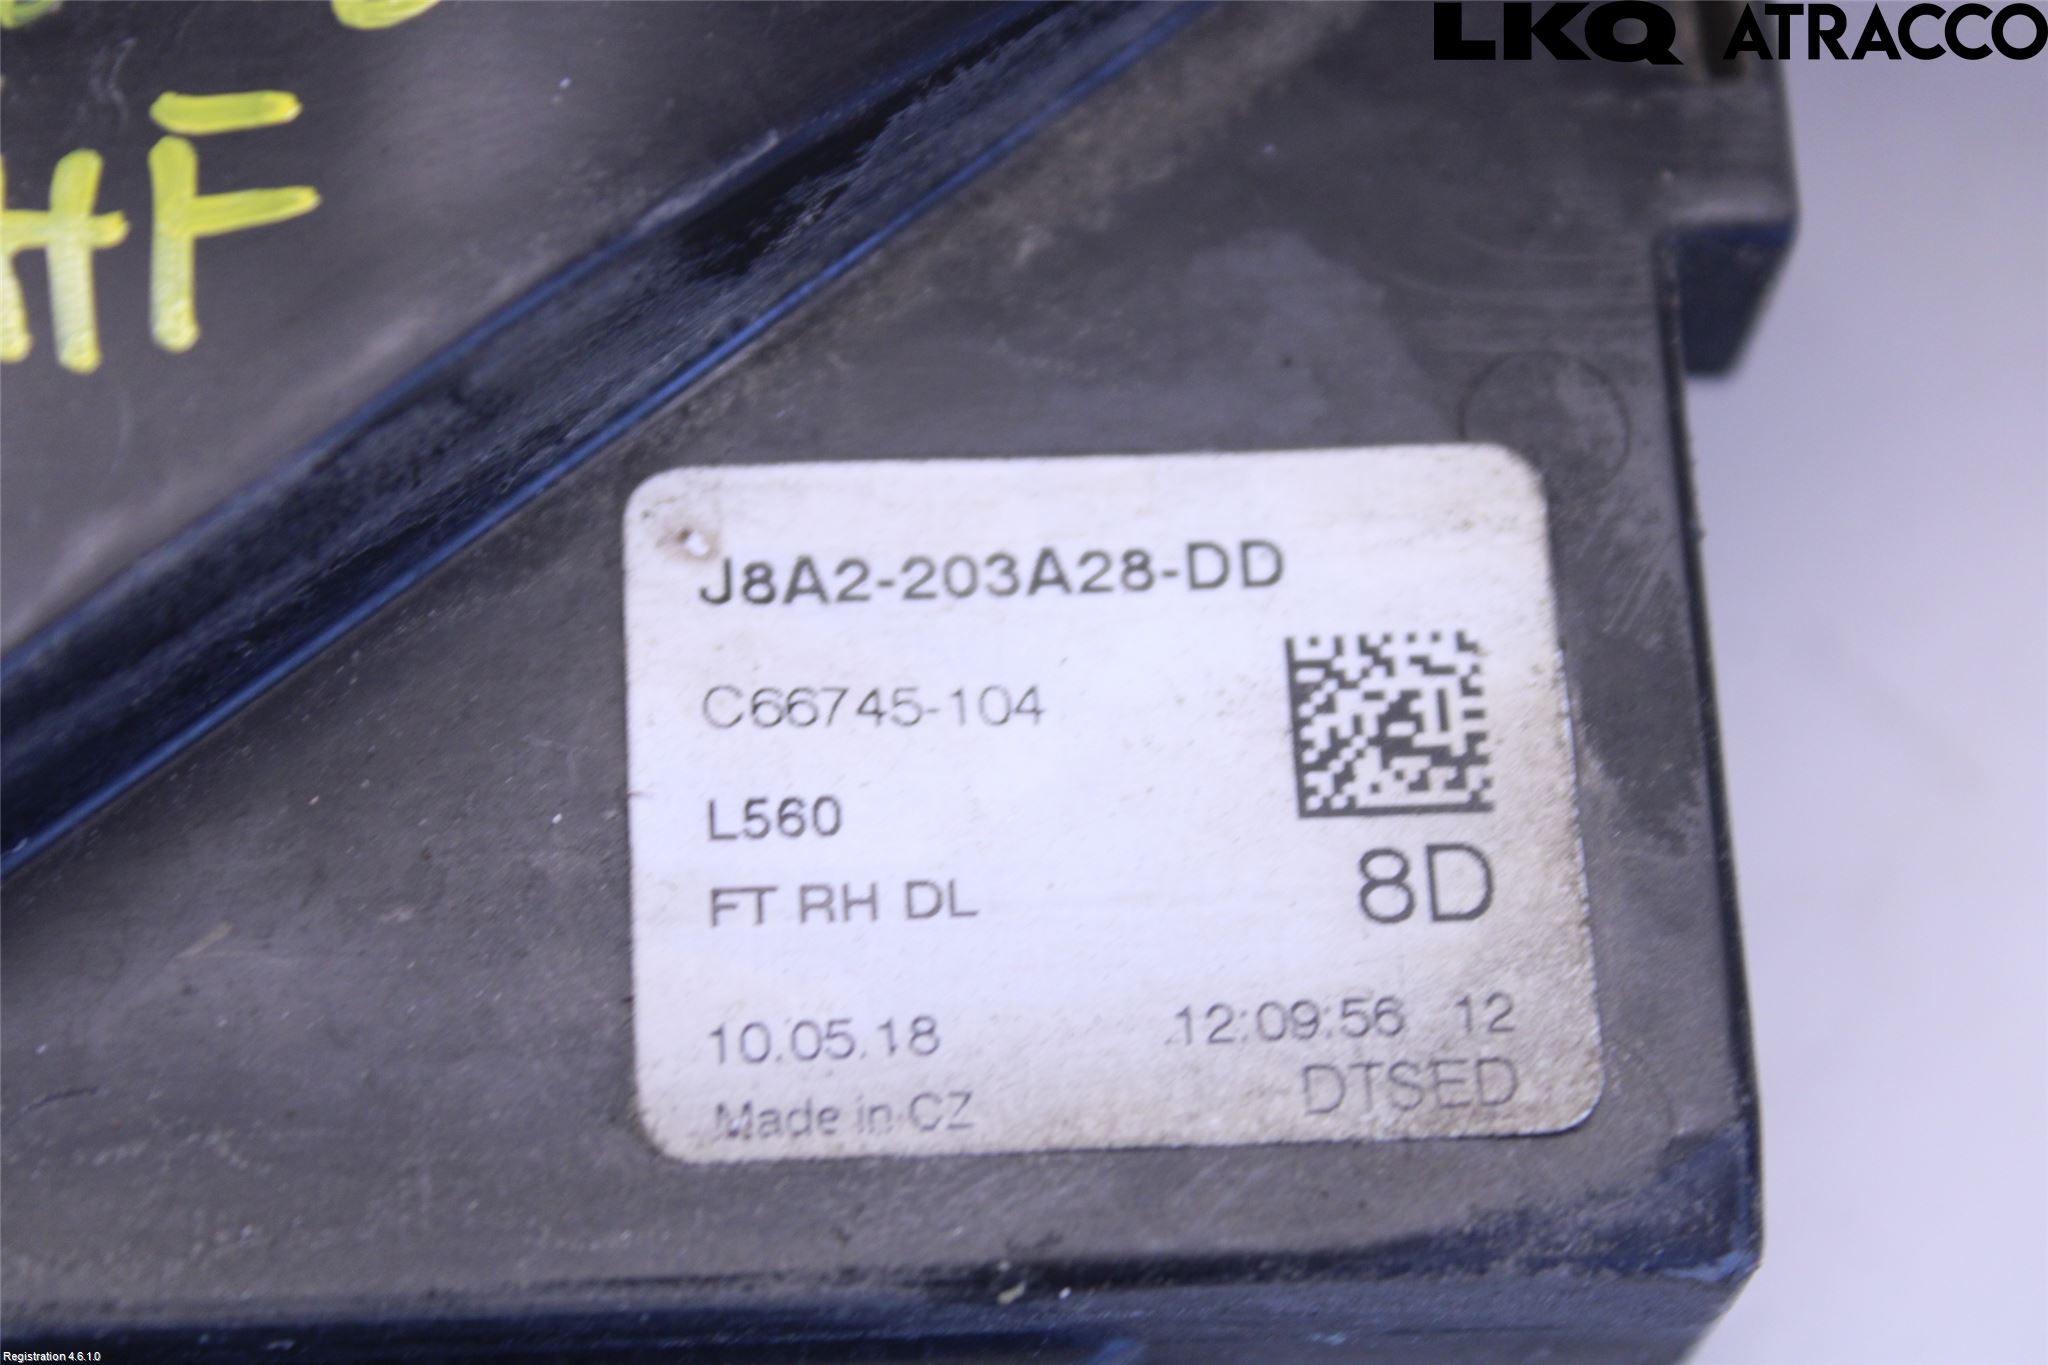 LKQ ATRACCO
HF
J8A2-203A28-DD
C66745-104
L560
FT RH DL
8D
10.05.18 12:09:56 12
DTSED
Made in CZ
Registration 4.6.1.0